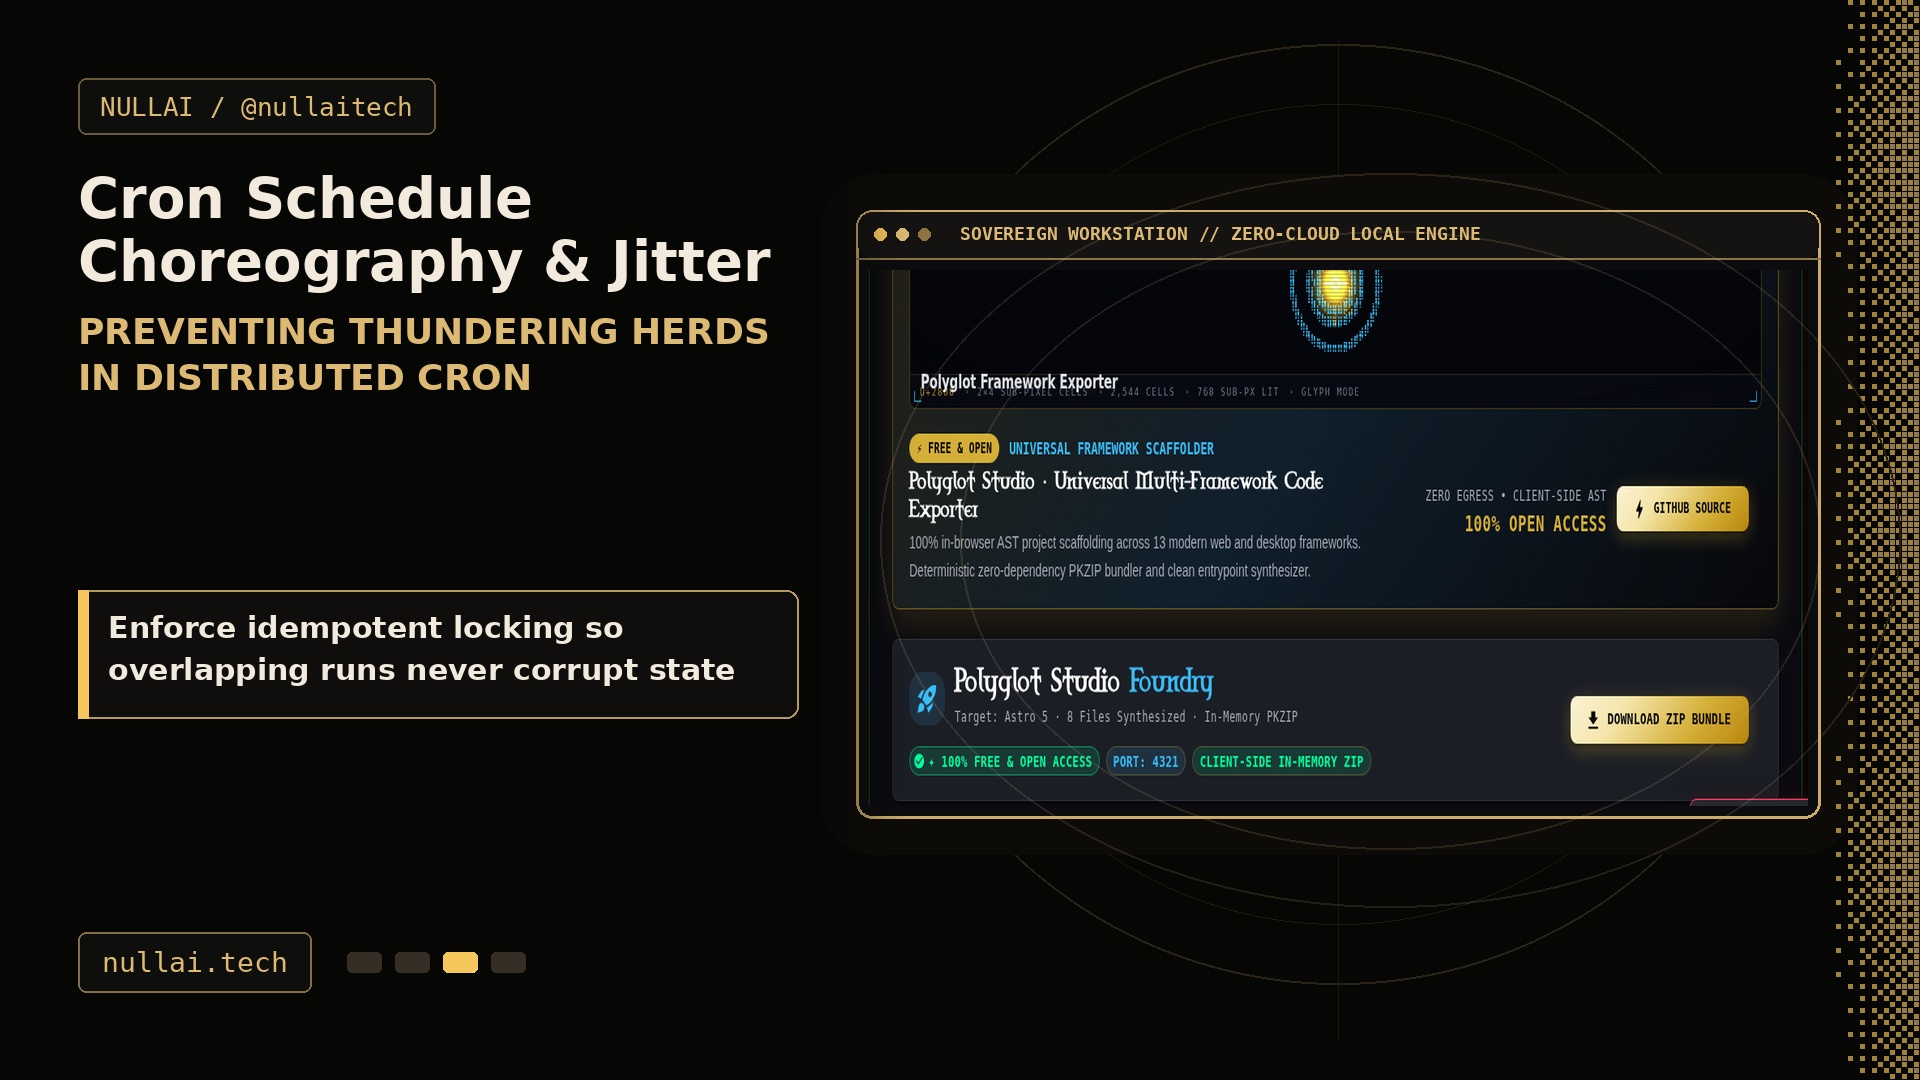 NULLAI / @nullaitech
Cron Schedule
Choreography & Jitter
PREVENTING THUNDERING HERDS
IN DISTRIBUTED CRON
Enforce idempotent locking so
overlapping runs never corrupt state
nullai.tech
SOVEREIGN WORKSTATION // ZERO-CLOUD LOCAL ENGINE
Polyglot Framework Exporter
2×4 SUB-PIXEL CELLS · 2,544 CELLS · 768 SUB-PX LIT · GLYPH MODE
FREE & OPEN
UNIVERSAL FRAMEWORK SCAFFOLDER
Polyglot Studio · Universal Multi-Framework Code
Exporter
100% in-browser AST project scaffolding across 13 modern web and desktop frameworks.
Deterministic zero-dependency PKZIP bundler and clean entrypoint synthesizer.
ZERO EGRESS • CLIENT-SIDE AST
100% OPEN ACCESS
GITHUB SOURCE
Polyglot Studio Foundry
Target: Astro 5 · 8 Files Synthesized · In-Memory PKZIP
100% FREE & OPEN ACCESS
PORT: 4321
CLIENT-SIDE IN-MEMORY ZIP
DOWNLOAD ZIP BUNDLE